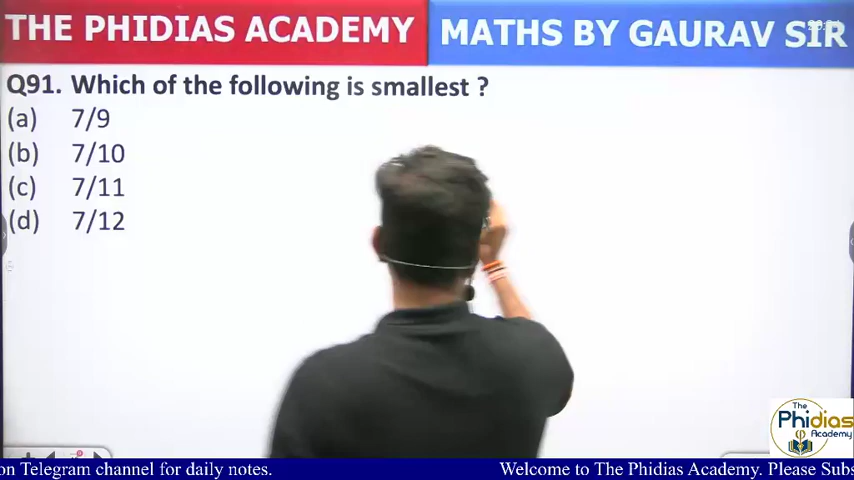 THE PHIDIAS ACADEMY
MATHS BY GAURAV SIR
Q91. Which of the following is smallest ?
(a) 7/9
(b) 7/10
(c) 7/11
(d) 7/12
The
Phidias
Academy
on Telegram channel for daily notes.
Welcome to The Phidias Academy. Please Subs